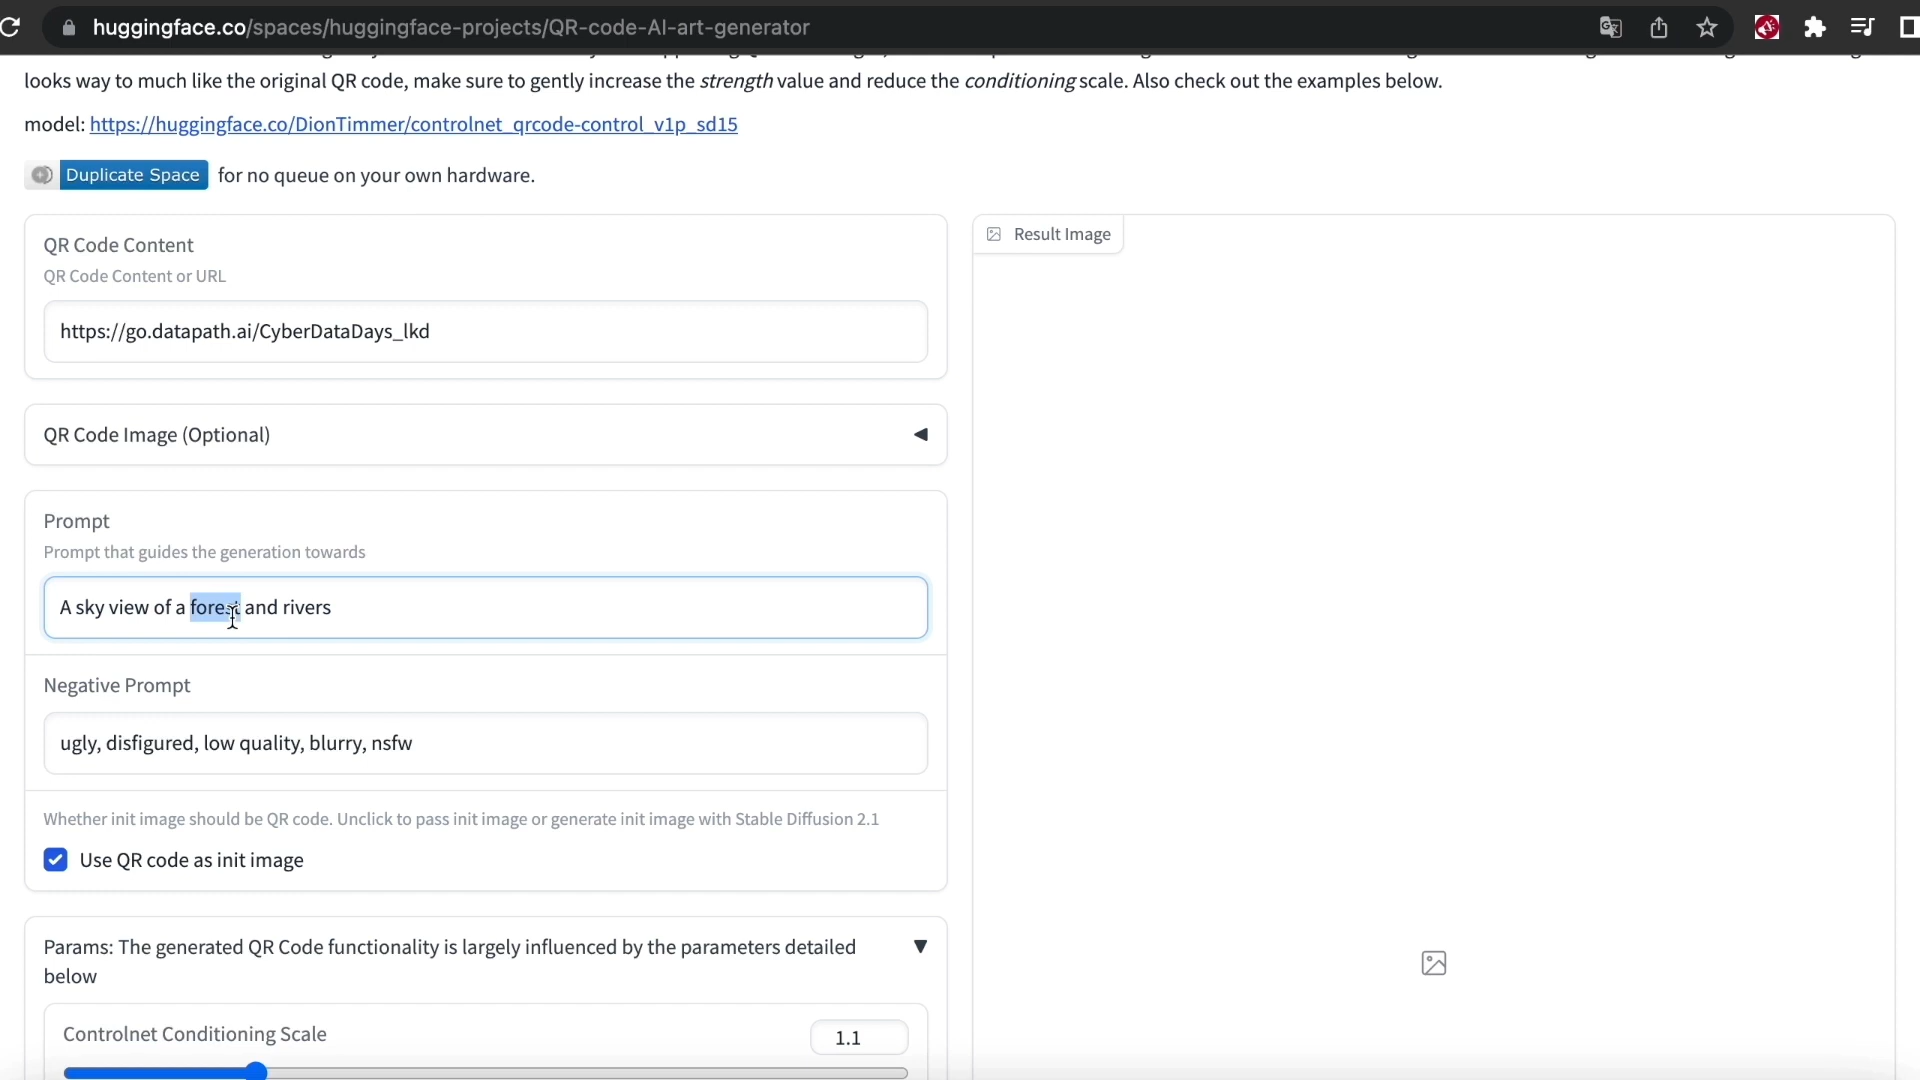 huggingface.co/spaces/huggingface-projects/QR-code-AI-art-generator
looks way to much like the original QR code, make sure to gently increase the strength value and reduce the conditioning scale. Also check out the examples below.
model: https://huggingface.co/DionTimmer/controlnet_qrcode-control_v1p_sd15
Duplicate Space for no queue on your own hardware.
QR Code Content
QR Code Content or URL
https://go.datapath.ai/CyberDataDays_lkd
QR Code Image (Optional)
Prompt
Prompt that guides the generation towards
A sky view of a forest and rivers
Negative Prompt
ugly, disfigured, low quality, blurry, nsfw
Whether init image should be QR code. Unclick to pass init image or generate init image with Stable Diffusion 2.1
Use QR code as init image
Params: The generated QR Code functionality is largely influenced by the parameters detailed
below
Controlnet Conditioning Scale
1.1
Result Image